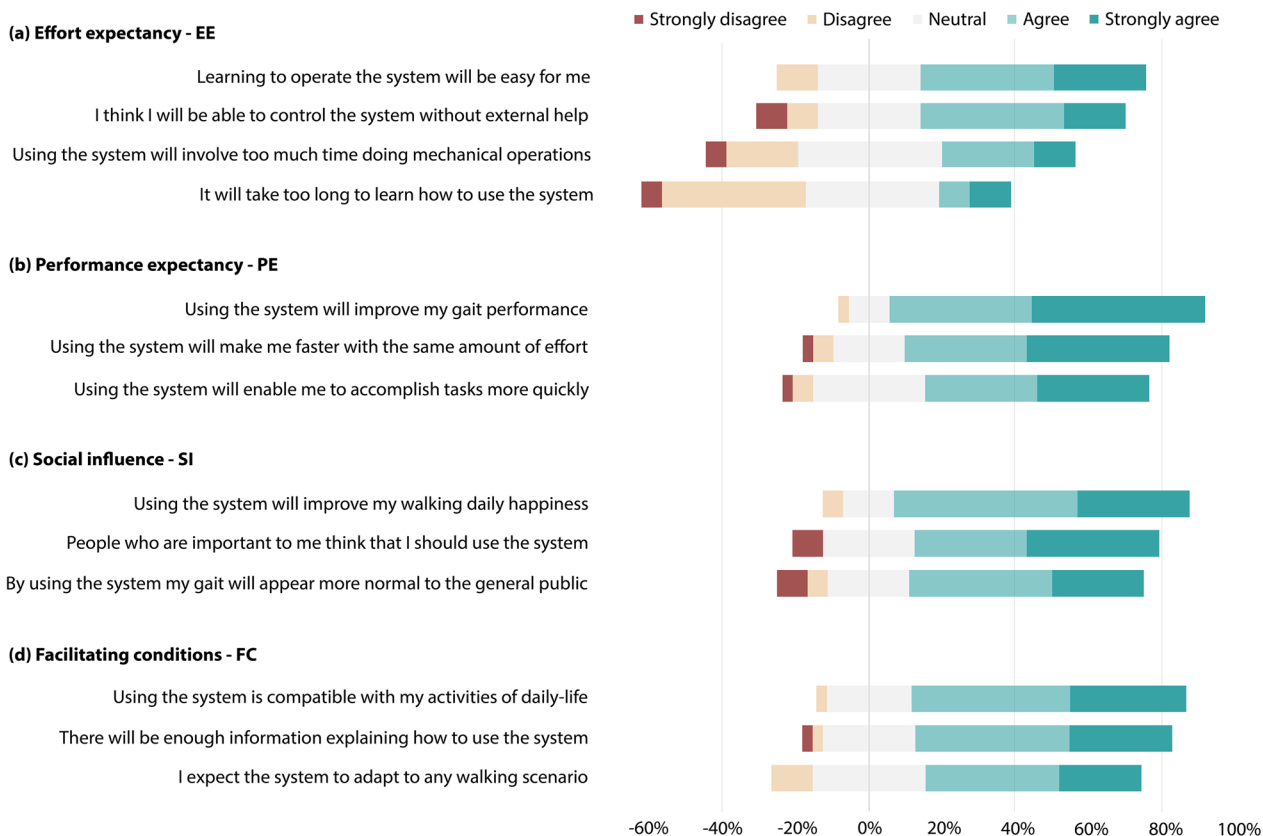 Strongly disagree Disagree Neutral Agree Strongly agree
(a) Effort expectancy - EE
Learning to operate the system will be easy for me
I think I will be able to control the system without external help
Using the system will involve too much time doing mechanical operations
It will take too long to learn how to use the system
(b) Performance expectancy - PE
Using the system will improve my gait performance
Using the system will make me faster with the same amount of effort
Using the system will enable me to accomplish tasks more quickly
(c) Social influence - SI
Using the system will improve my walking daily happiness
People who are important to me think that I should use the system
By using the system my gait will appear more normal to the general public
(d) Facilitating conditions - FC
Using the system is compatible with my activities of daily-life
There will be enough information explaining how to use the system
I expect the system to adapt to any walking scenario
-60% -40% -20% 0% 20% 40% 60% 80% 100%